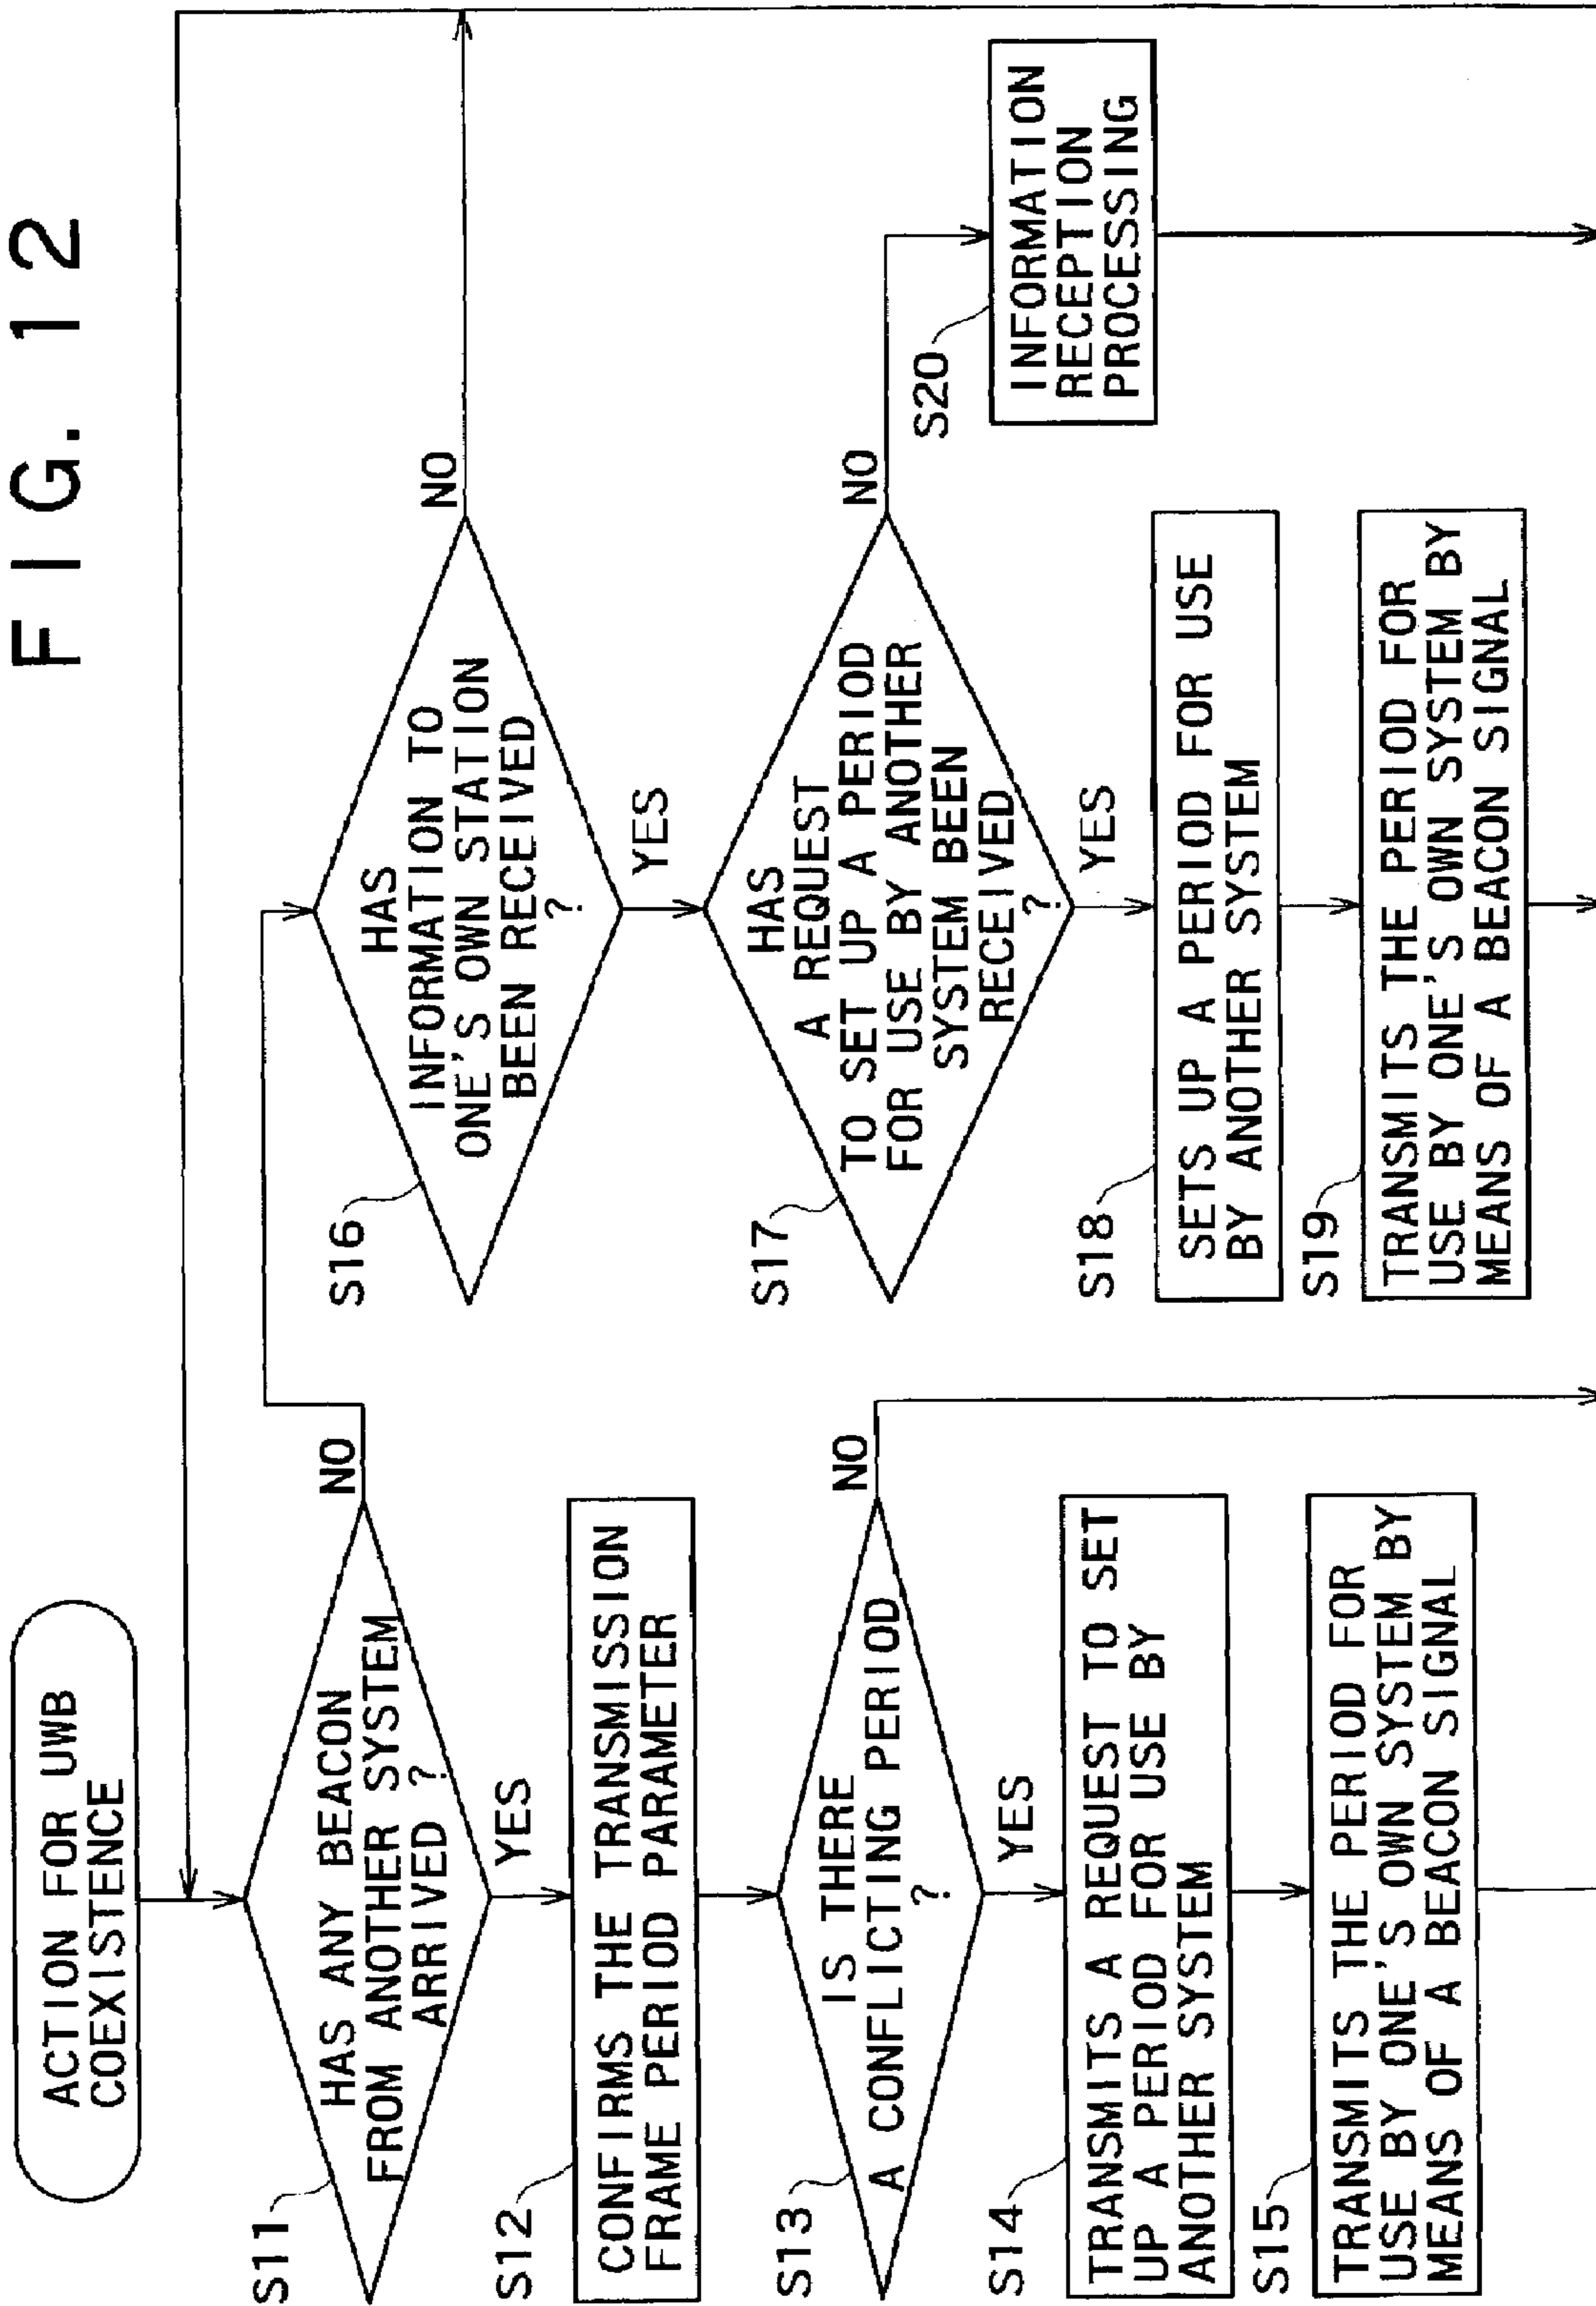 FIG. 12
ACTION FOR UWB
COEXISTENCE
S11
HAS ANY BEACON
FROM ANOTHER SYSTEM
ARRIVED ?
NO
YES
S12
CONFIRMS THE TRANSMISSION
FRAME PERIOD PARAMETER
S13
IS THERE
A CONFLICTING PERIOD
?
NO
YES
S14
TRANSMITS A REQUEST TO SET
UP A PERIOD FOR USE BY
ANOTHER SYSTEM
S15
TRANSMITS THE PERIOD FOR
USE BY ONE'S OWN SYSTEM BY
MEANS OF A BEACON SIGNAL
S16
HAS
INFORMATION TO
ONE'S OWN STATION
BEEN RECEIVED
?
NO
YES
S17
HAS
A REQUEST
TO SET UP A PERIOD
FOR USE BY ANOTHER
SYSTEM BEEN
RECEIVED
?
NO
YES
S18
SETS UP A PERIOD FOR USE
BY ANOTHER SYSTEM
S19
TRANSMITS THE PERIOD FOR
USE BY ONE'S OWN SYSTEM BY
MEANS OF A BEACON SIGNAL
S20
INFORMATION
RECEPTION
PROCESSING